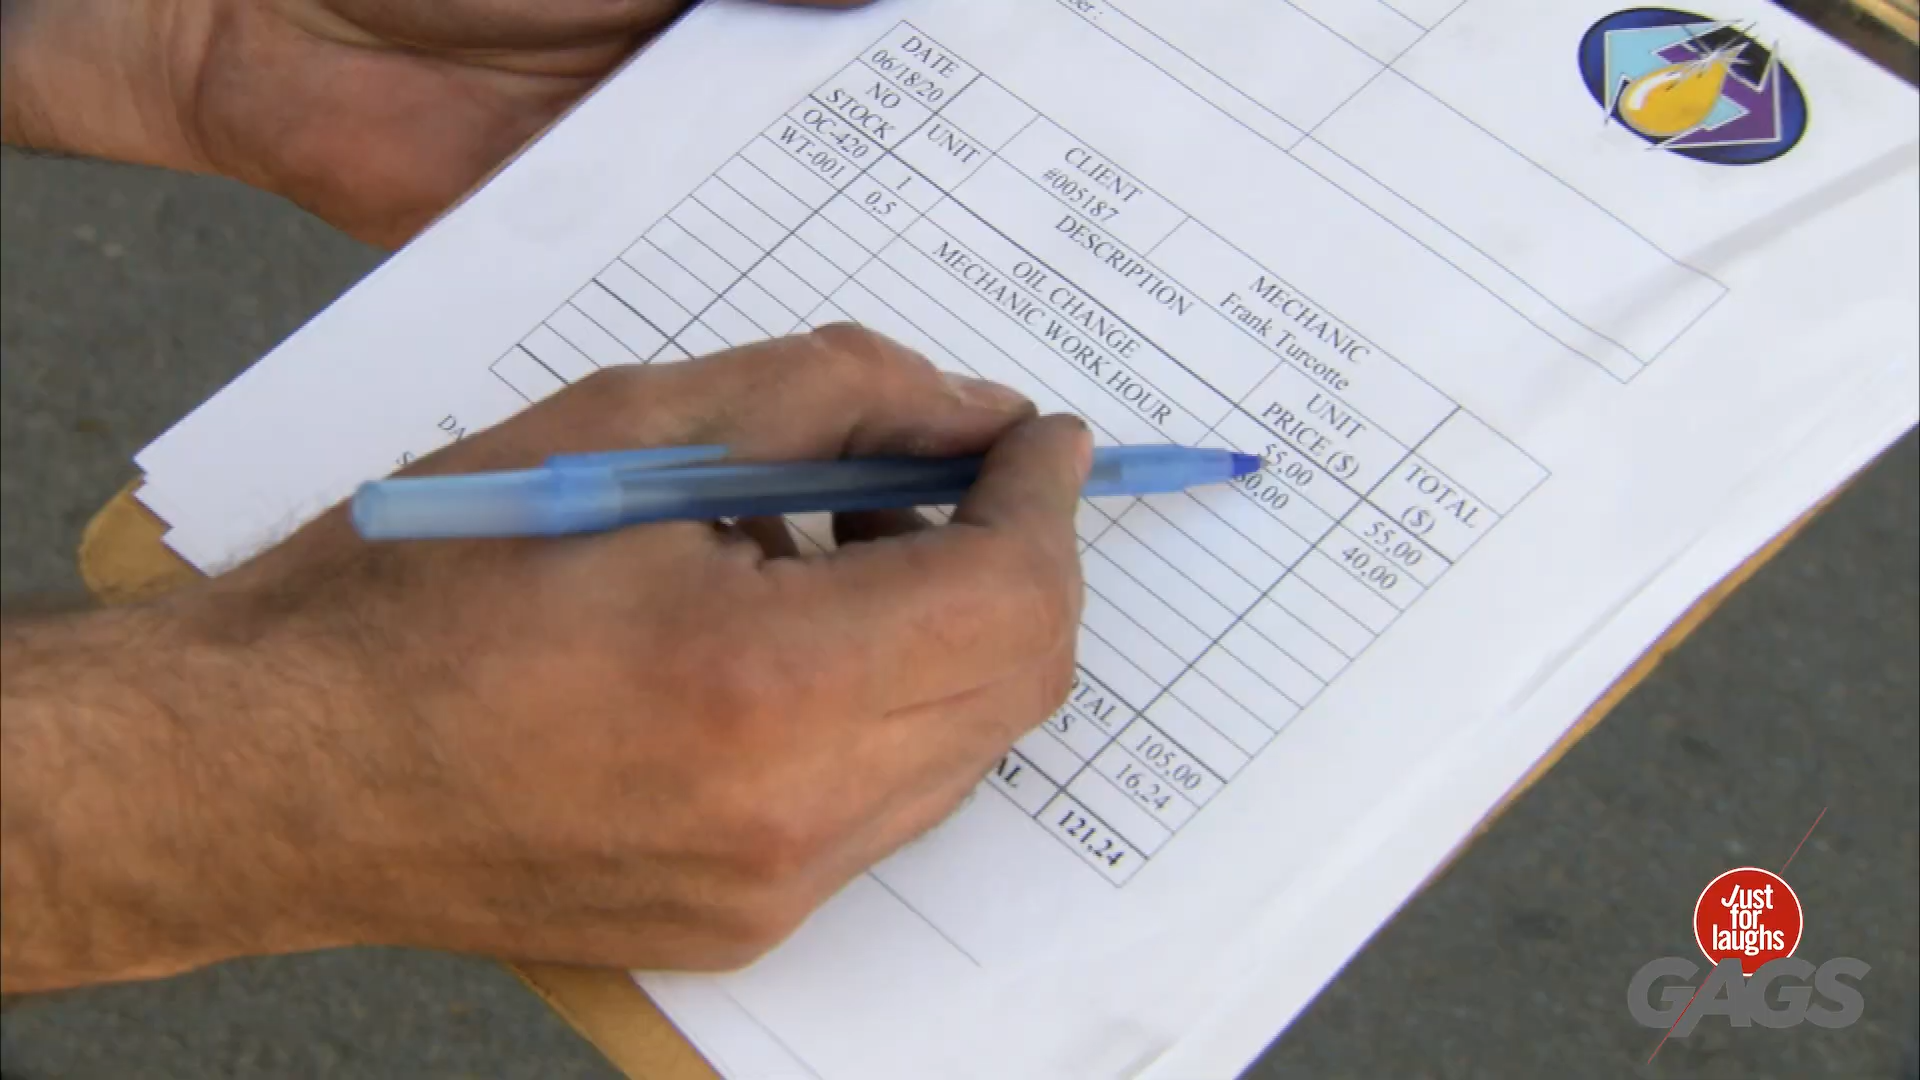 DATE
06/18/20
CLIENT
#005187
MECHANIC
Frank Turcotte
NO STOCK
UNIT
DESCRIPTION
UNIT PRICE ($)
TOTAL ($)
OC-420 1 OIL CHANGE 55,00 55,00
WT-001 0,5 MECHANIC WORK HOUR 80,00 40,00
105,00
16,24
121,24
Just
for
laughs
GAGS